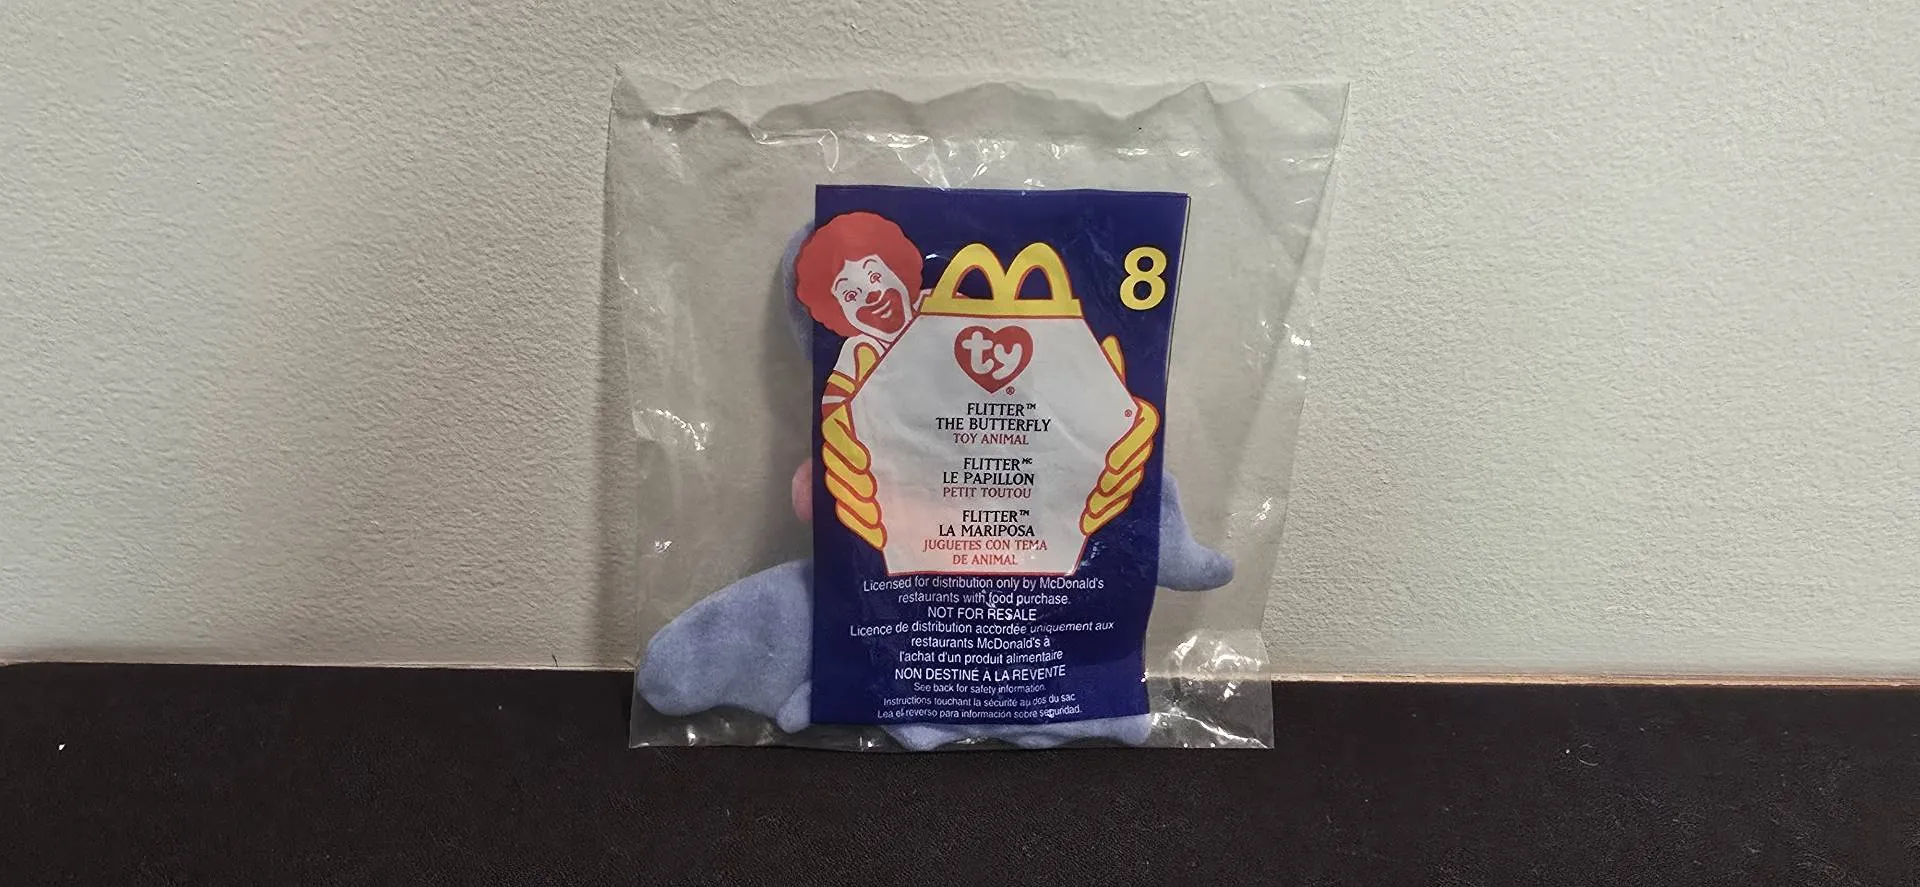 8
ty
®
FLITTER™
THE BUTTERFLY
®
TOY ANIMAL
FLITTER MC
LE PAPILLON
PETIT TOUTOU
FLITTER™
LA MARIPOSA
JUGUETES CON TEMA
DE ANIMAL
Licensed for distribution only by McDonald's
restaurants with food purchase.
NOT FOR RESALE
Licence de distribution accordée uniquement aux
restaurants McDonald's à
l'achat d'un produit alimentaire
NON DESTINÉ À LA REVENTE
See back for safety information.
Instructions touchant la sécurité au dos du sac
Lea el reverso para información sobre seguridad.